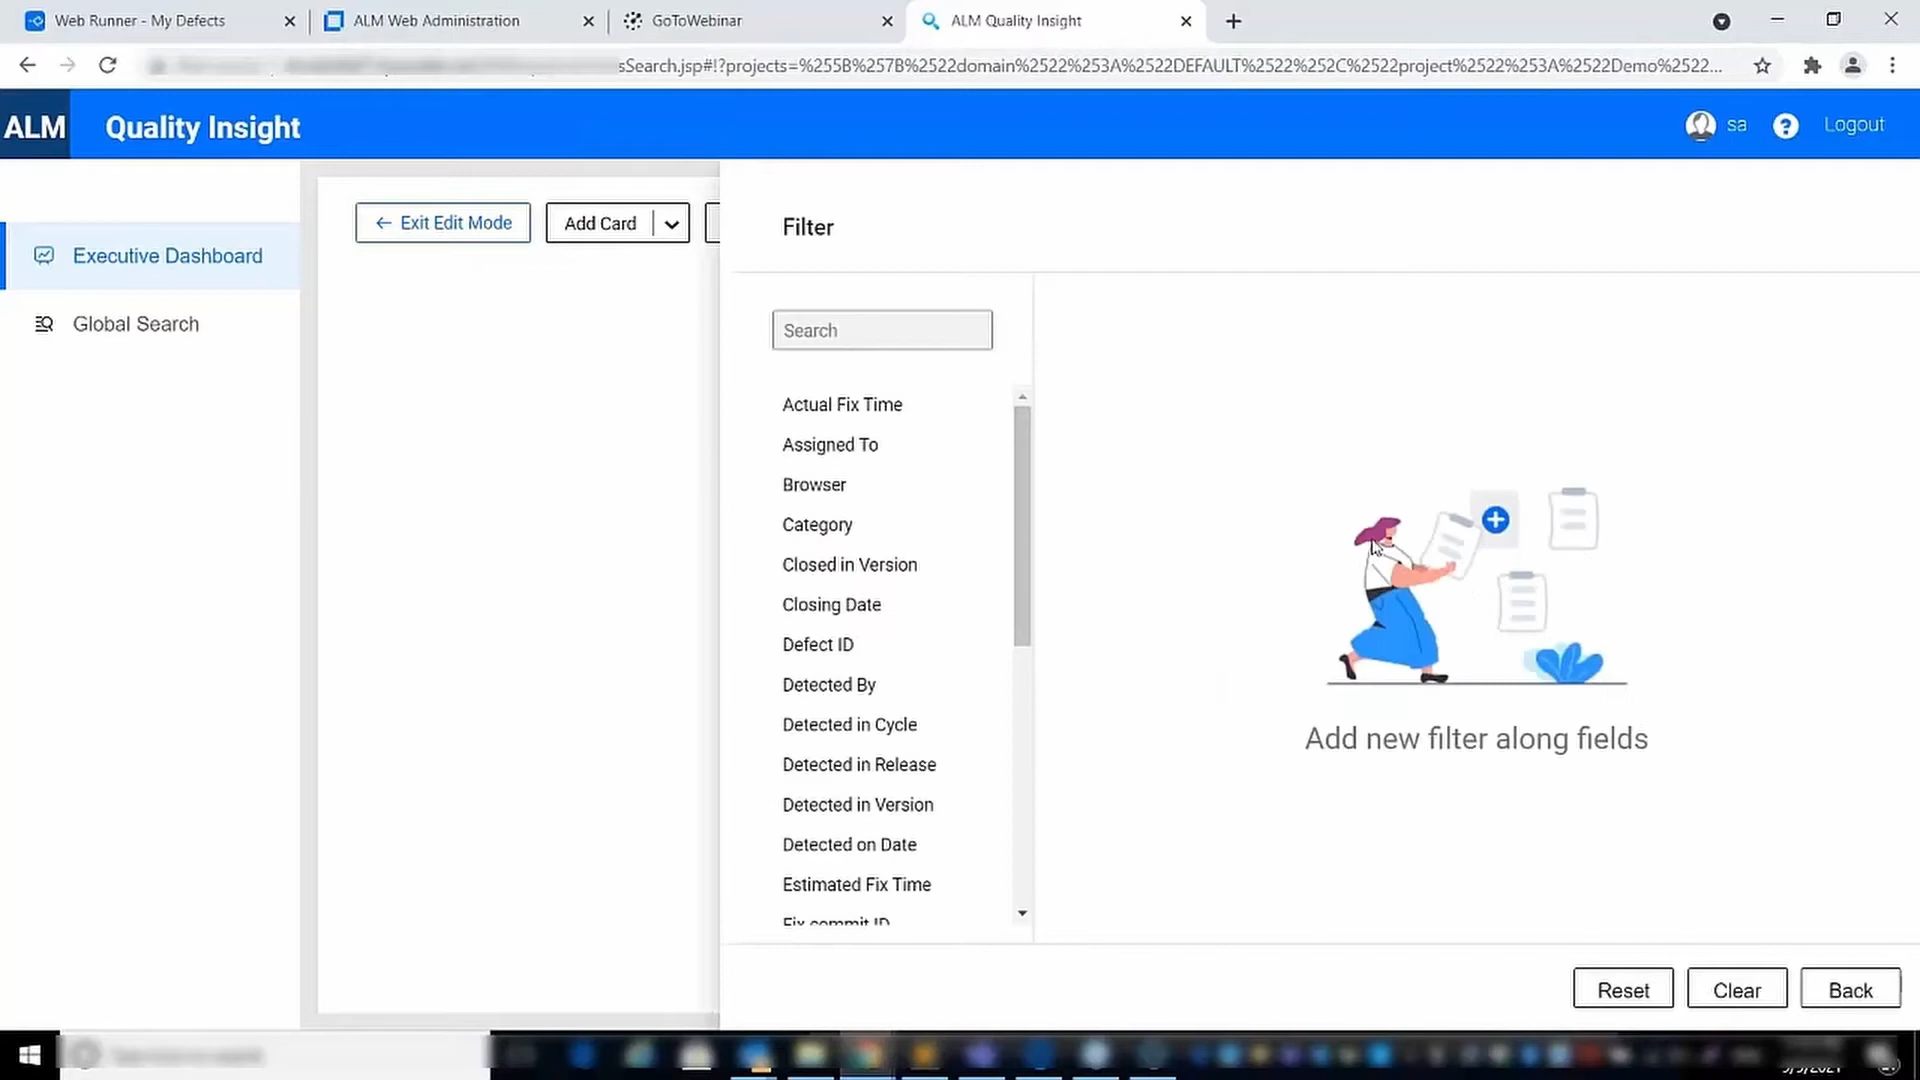 Web Runner - My Defects
ALM Web Administration
GoToWebinar
ALM Quality Insight
sSearch.jsp#!?projects=%255B%257B%2522domain%2522%253A%2522DEFAULT%2522%252C%2522project%2522%253A%2522Demo%2522...
ALM
Quality Insight
sa
Logout
Executive Dashboard
Global Search
Exit Edit Mode
Add Card
Filter
Search
Actual Fix Time
Assigned To
Browser
Category
Closed in Version
Closing Date
Defect ID
Detected By
Detected in Cycle
Detected in Release
Detected in Version
Detected on Date
Estimated Fix Time
Fix commit ID
Add new filter along fields
Reset
Clear
Back